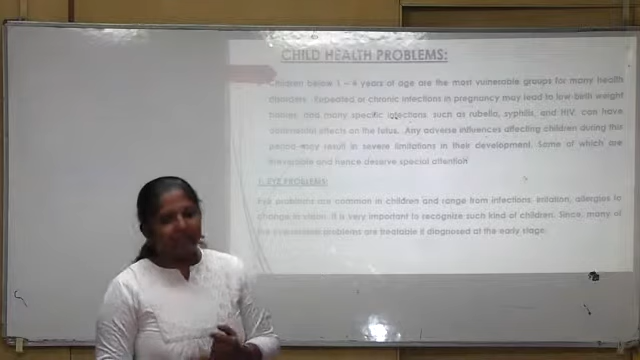 CHILD HEALTH PROBLEMS:
Children below 1 – 4 years of age are the most vulnerable groups for many health
disorders. Repeated or chronic infections in pregnancy may lead to low birth weight
and many specific infections such as rubella, syphilis, and HIV can have
effects on the fetus. Any adverse influences affecting children during this
period may result in severe limitations in their development. Some of which are
irreversible and hence deserve special attention
1. EYE PROBLEMS:
Eye problems are common in children and range from infections, irritation, allergies to
change in vision. It is very important to recognize such kind of children. Since, many of
the problems are treatable if diagnosed at the early stage.